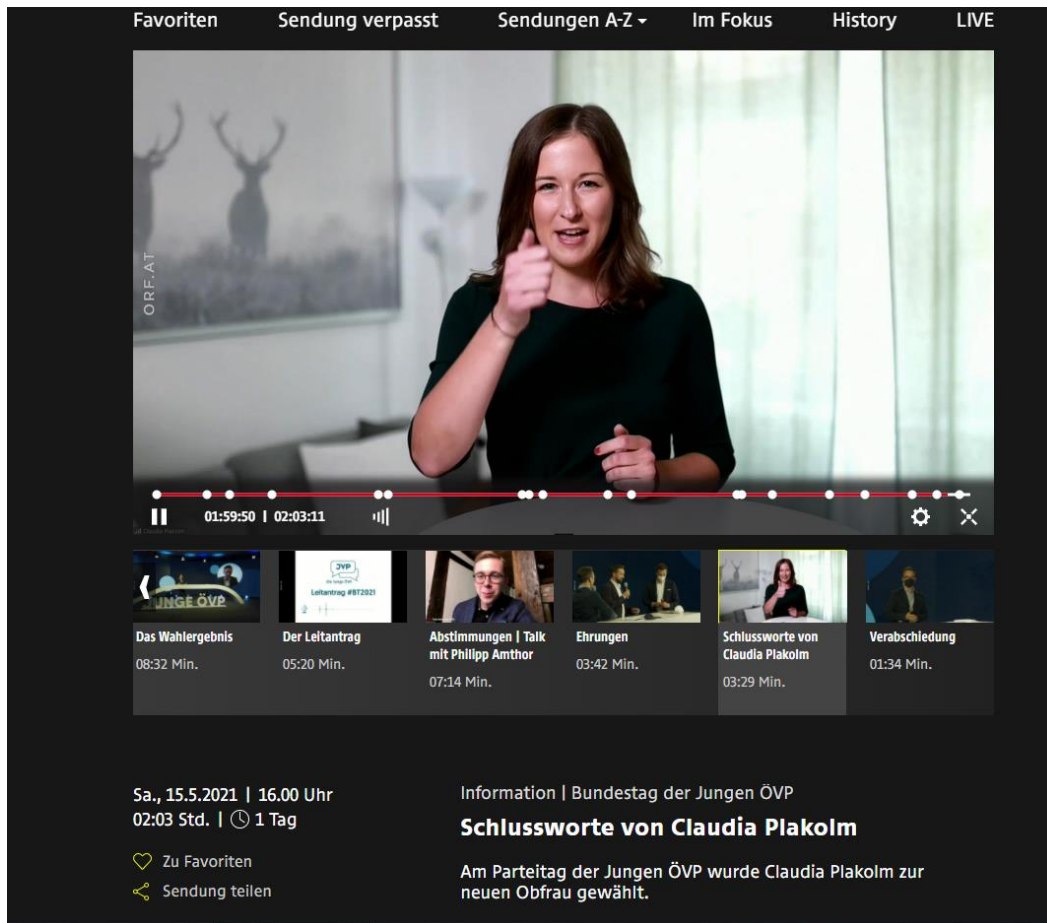 Favoriten Sendung verpasst Sendungen A-Z Im Fokus History LIVE
ORF.AT
01:59:50 | 02:03:11
JUNGE ÖVP
JVP
Leitantrag #BT2021
Das Wahlergebnis
08:32 Min.
Der Leitantrag
05:20 Min.
Abstimmungen | Talk
mit Philipp Amthor
07:14 Min.
Ehrungen
03:42 Min.
Schlussworte von
Claudia Plakolm
03:29 Min.
Verabschiedung
01:34 Min.
Sa., 15.5.2021 | 16.00 Uhr
02:03 Std. | 1 Tag
Zu Favoriten
Sendung teilen
Information | Bundestag der Jungen ÖVP
Schlussworte von Claudia Plakolm
Am Parteitag der Jungen ÖVP wurde Claudia Plakolm zur
neuen Obfrau gewählt.